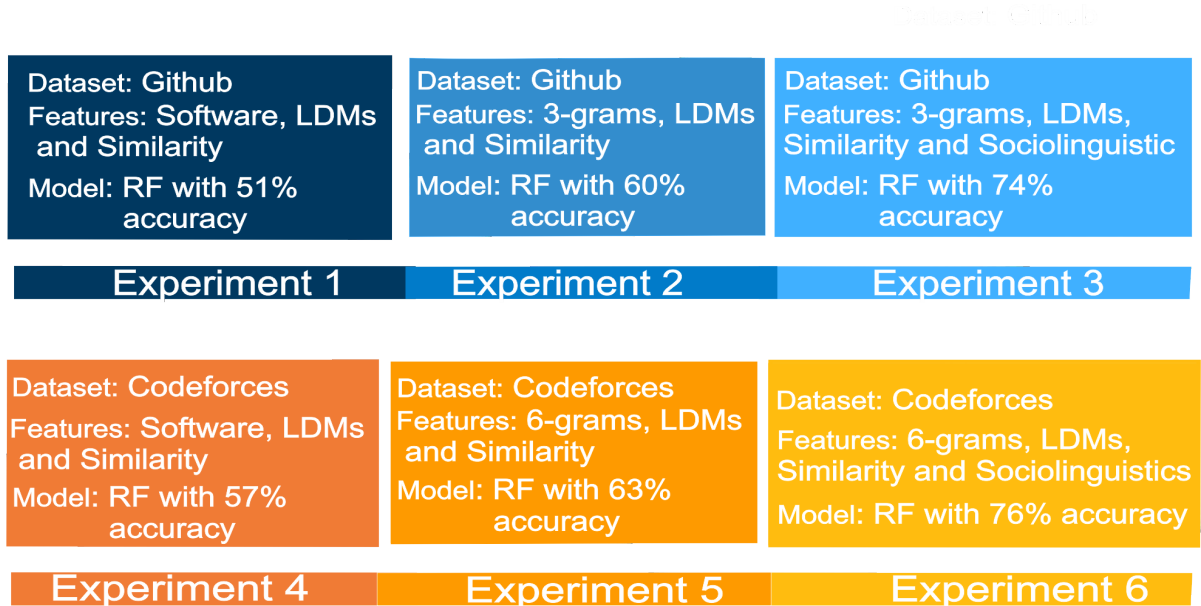 Dataset: Github
Features: Software, LDMs
and Similarity
Model: RF with 51%
accuracy
Dataset: Github
Features: 3-grams, LDMs
and Similarity
Model: RF with 60%
accuracy
Dataset: Github
Features: 3-grams, LDMs,
Similarity and Sociolinguistic
Model: RF with 74%
accuracy
Experiment 1
Experiment 2
Experiment 3
Dataset: Codeforces
Features: Software, LDMs
and Similarity
Model: RF with 57%
accuracy
Dataset: Codeforces
Features: 6-grams, LDMs
and Similarity
Model: RF with 63%
accuracy
Dataset: Codeforces
Features: 6-grams, LDMs,
Similarity and Sociolinguistics
Model: RF with 76% accuracy
Experiment 4
Experiment 5
Experiment 6